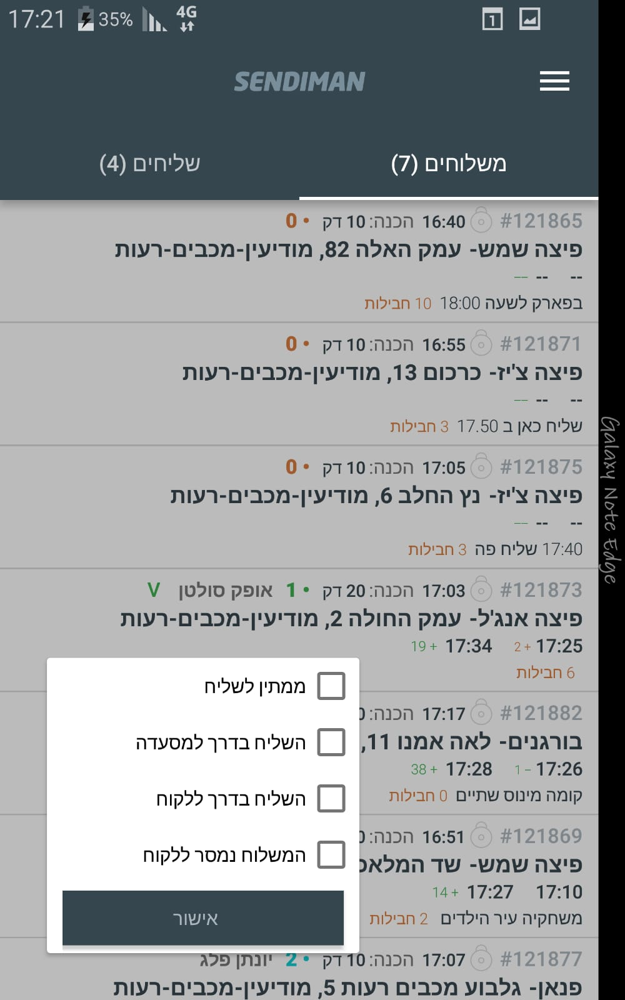 17:21 35% 4G 1
SENDIMAN
משלוחים (7) שליחים (4)
#121865 16:40 הכנה: 10 דק • 0
פיצה שמש- עמק האלה 82, מודיעין-מכבים-רעות
-- -- --
בפארק לשעה 18:00 10 חבילות
#121871 16:55 הכנה: 10 דק • 0
פיצה צ'יז- כרכום 13, מודיעין-מכבים-רעות
-- -- --
שליח כאן ב 17.50 3 חבילות
#121875 17:05 הכנה: 10 דק • 0
פיצה צ'יז- נץ החלב 6, מודיעין-מכבים-רעות
-- -- --
17:40 שליח פה 3 חבילות
#121873 17:03 הכנה: 20 דק • 1 אופק סולטן V
פיצה אנג'ל- עמק החולה 2, מודיעין-מכבים-רעות
17:25 + 2 17:34 + 19
6 חבילות
#121882 17:17 הכנה:
בורגנים- לאה אמנו 11,
17:26 − 1 17:28 + 38
קומה מינוס שתיים 0 חבילות
#121869 16:51 הכנה:
פיצה שמש- שד המלאכ
17:10 17:27 + 14
משחקיה עיר הילדים 2 חבילות
#121877 17:07 הכנה: 10 דק • 2 יונתן פלג
פנאן- גלבוע מכבים רעות 5, מודיעין-מכבים-רעות
ממתין לשליח
השליח בדרך למסעדה
השליח בדרך ללקוח
המשלוח נמסר ללקוח
אישור
Galaxy Note Edge